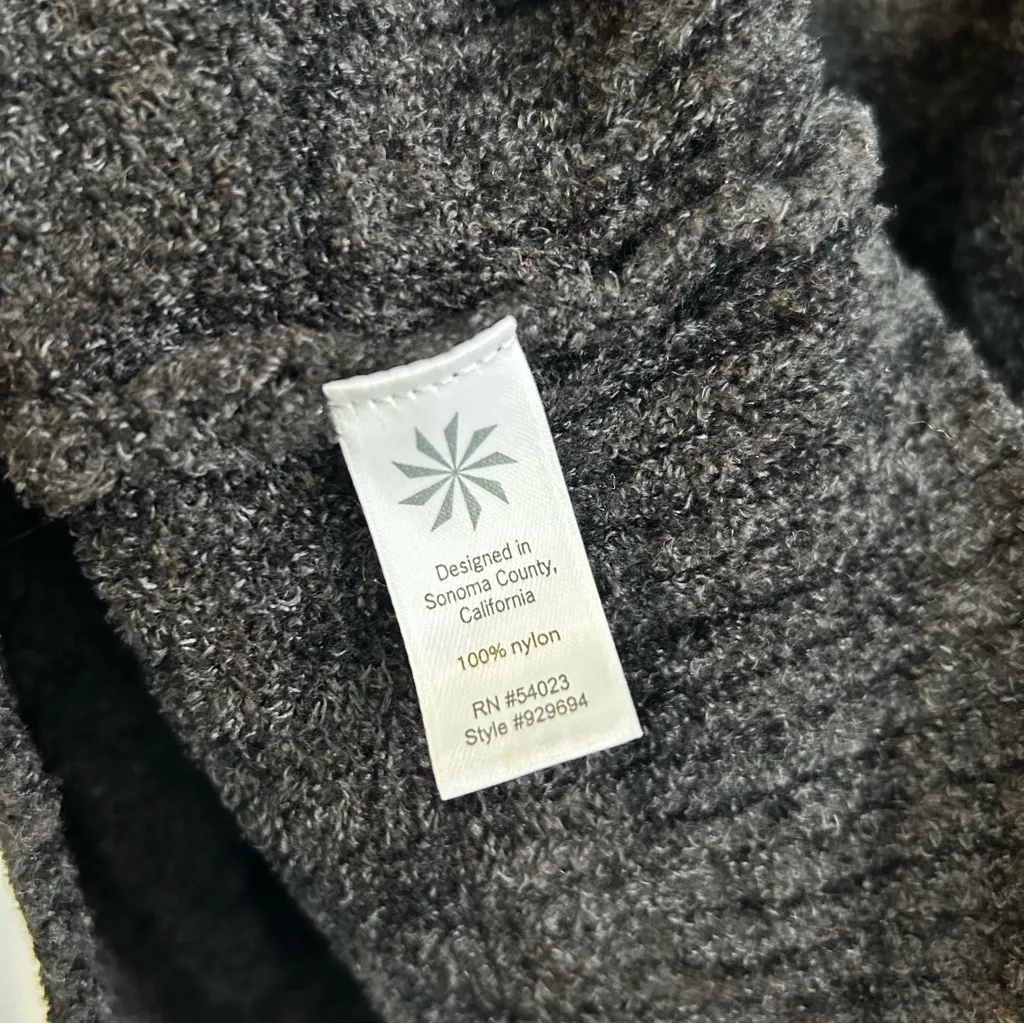 Designed in
Sonoma County,
California
100% nylon
RN #54023
Style #929694